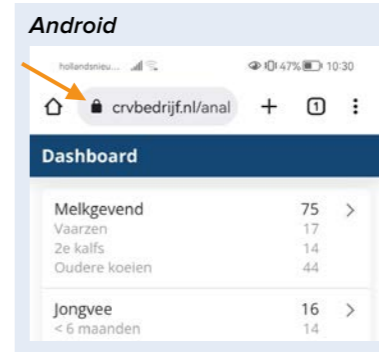 Android
hollandsnieu... 47% 10:30
crvbedrijf.nl/anal + 1
Dashboard
Melkgevend 75 >
Vaarzen 17
2e kalfs 14
Oudere koeien 44
Jongvee 16 >
< 6 maanden 14